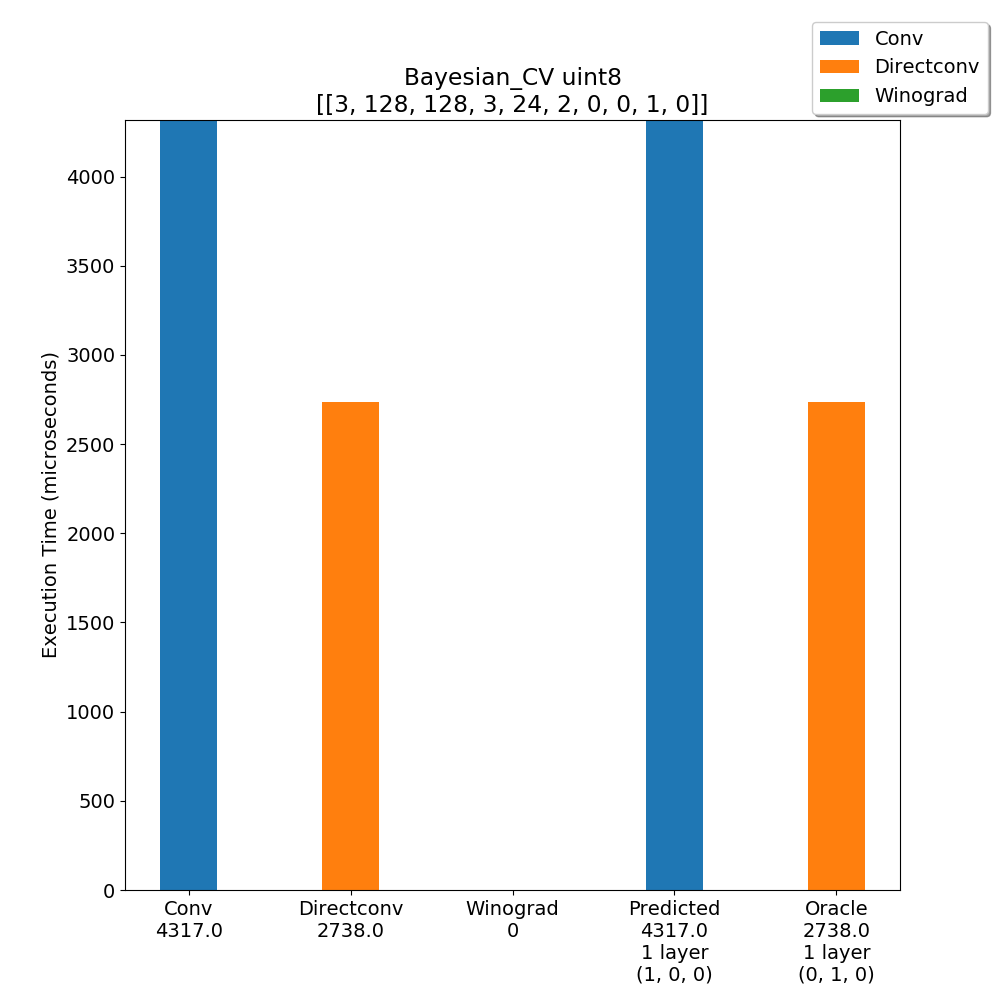 Conv
Directconv
Winograd
Bayesian_CV uint8
[[3, 128, 128, 3, 24, 2, 0, 0, 1, 0]]
Execution Time (microseconds)
4000
3500
3000
2500
2000
1500
1000
500
0
Conv
4317.0
Directconv
2738.0
Winograd
0
Predicted
4317.0
1 layer
(1, 0, 0)
Oracle
2738.0
1 layer
(0, 1, 0)